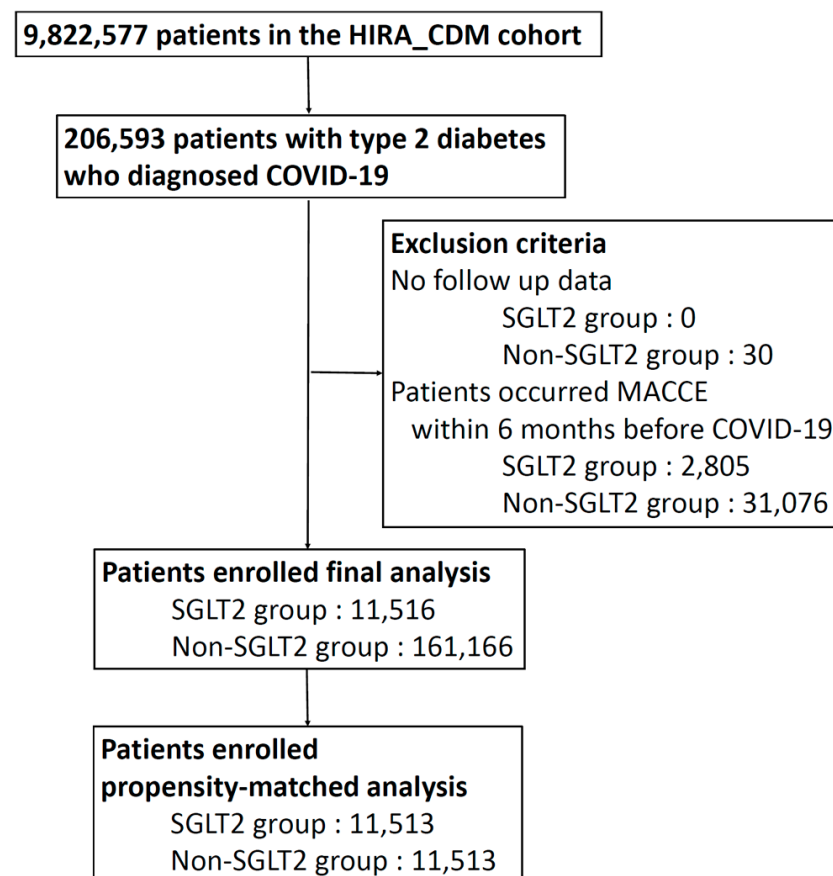 9,822,577 patients in the HIRA_CDM cohort
206,593 patients with type 2 diabetes
who diagnosed COVID-19
Exclusion criteria
No follow up data
SGLT2 group : 0
Non-SGLT2 group : 30
Patients occurred MACCE
within 6 months before COVID-19
SGLT2 group : 2,805
Non-SGLT2 group : 31,076
Patients enrolled final analysis
SGLT2 group : 11,516
Non-SGLT2 group : 161,166
Patients enrolled
propensity-matched analysis
SGLT2 group : 11,513
Non-SGLT2 group : 11,513